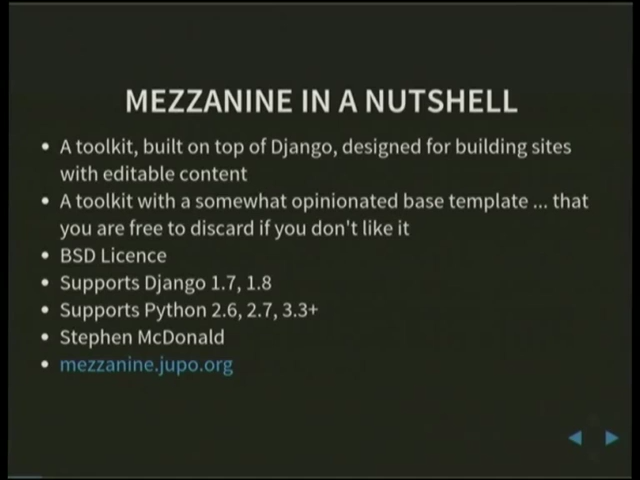 MEZZANINE IN A NUTSHELL
A toolkit, built on top of Django, designed for building sites
with editable content
A toolkit with a somewhat opinionated base template ... that
you are free to discard if you don't like it
BSD Licence
Supports Django 1.7, 1.8
Supports Python 2.6, 2.7, 3.3+
Stephen McDonald
mezzanine.jupo.org